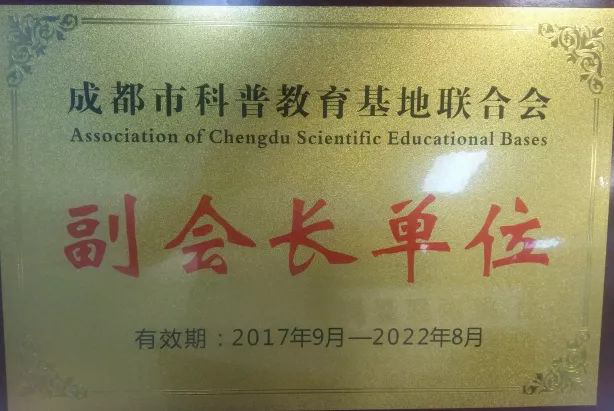 成都市科普教育基地联合会
Association of Chengdu Scientific Educational Bases
副会长单位
有效期：2017年9月—2022年8月